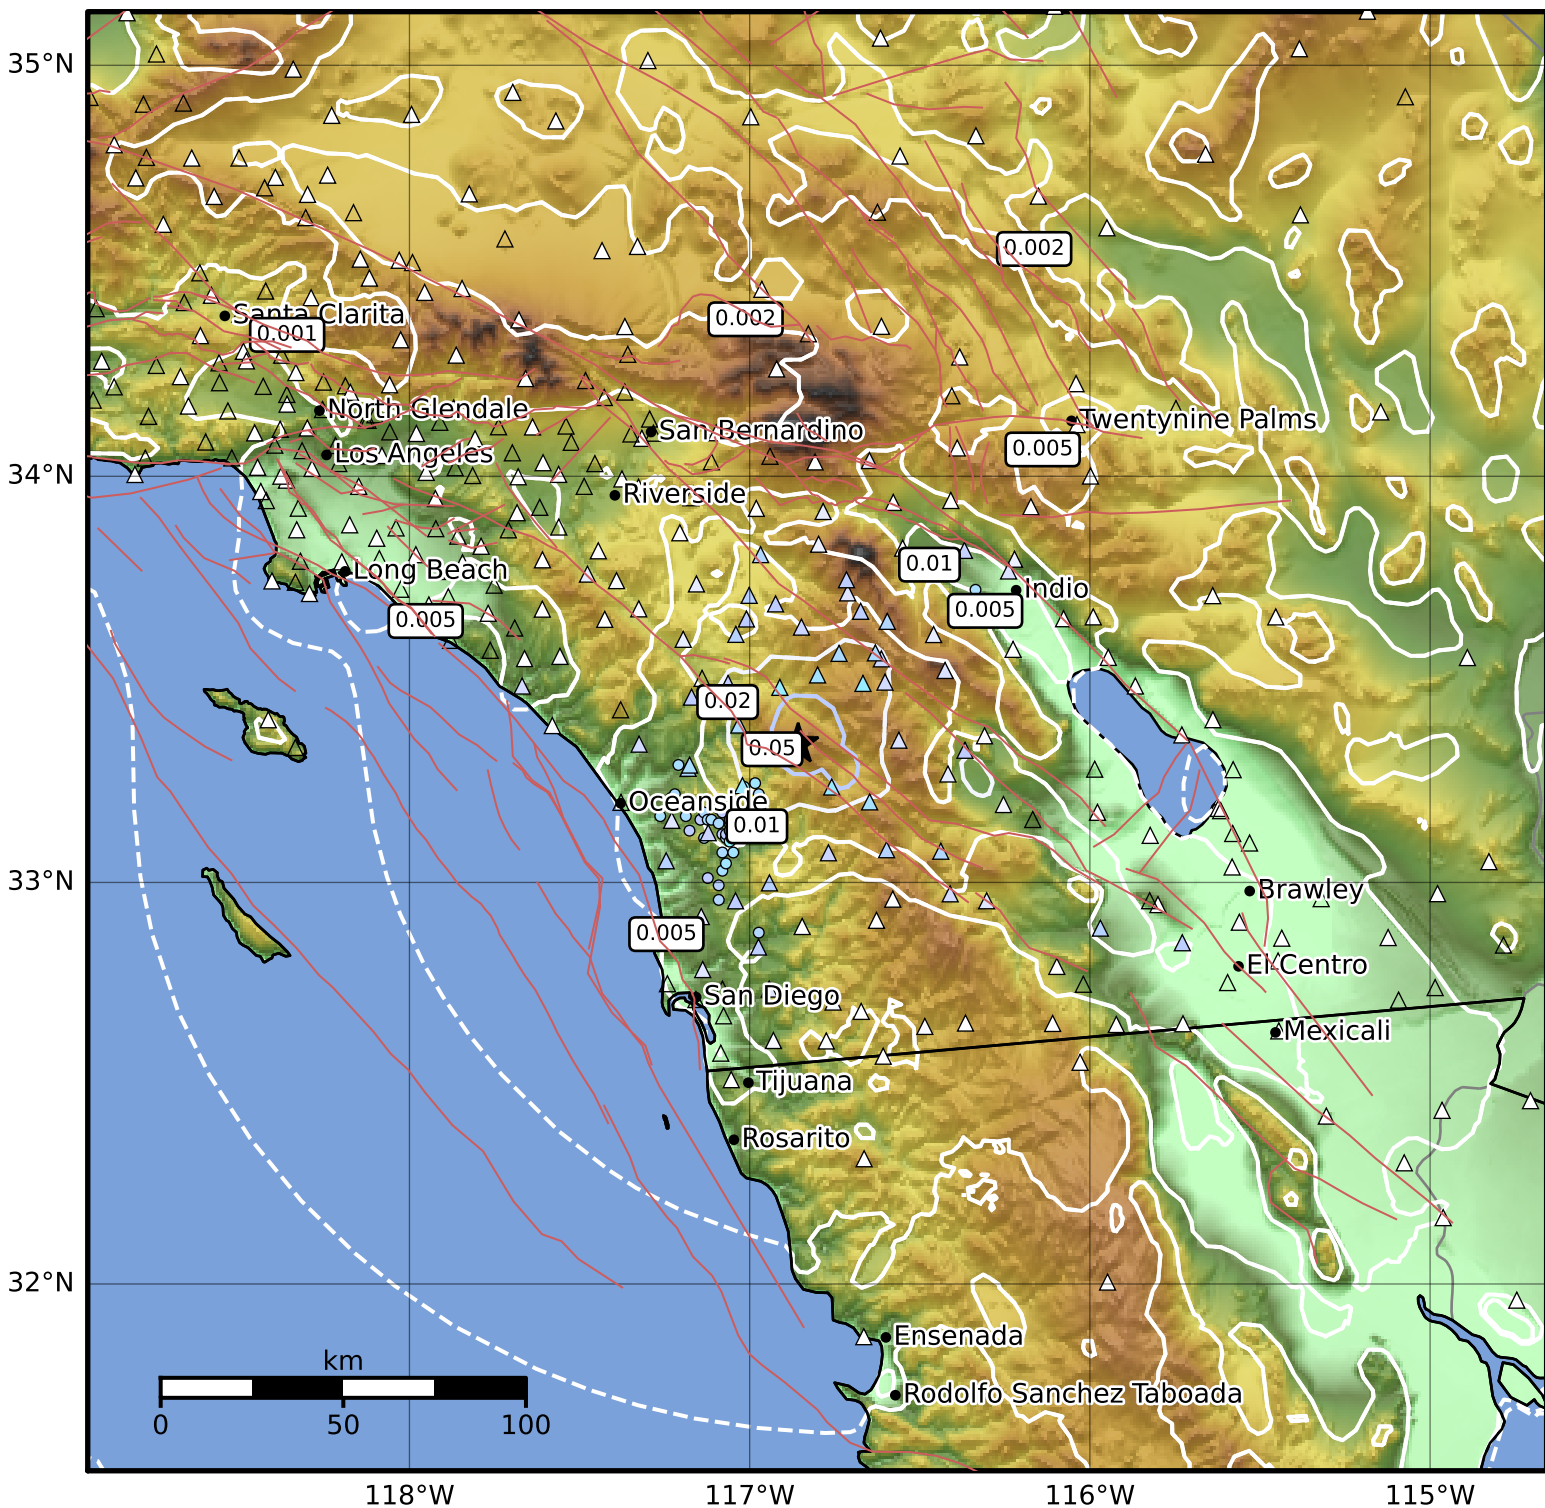 35°N
0.002
Santa Clarita
0.002
0.001
North Glendale
Twentynine Palms
San Bernardino
0.005
Los Angeles
34°N
Riverside
0.01
Long Beach
Indio
0.005
0.005
0.02
0.05
Oceanside
0.01
33°N
Brawley
0.005
El Centro
San Diego
Mexicali
Tijuana
Rosarito
32°N
Ensenada
km
Rodolfo Sanchez Taboada
0 50 100
118°W 117°W 116°W 115°W